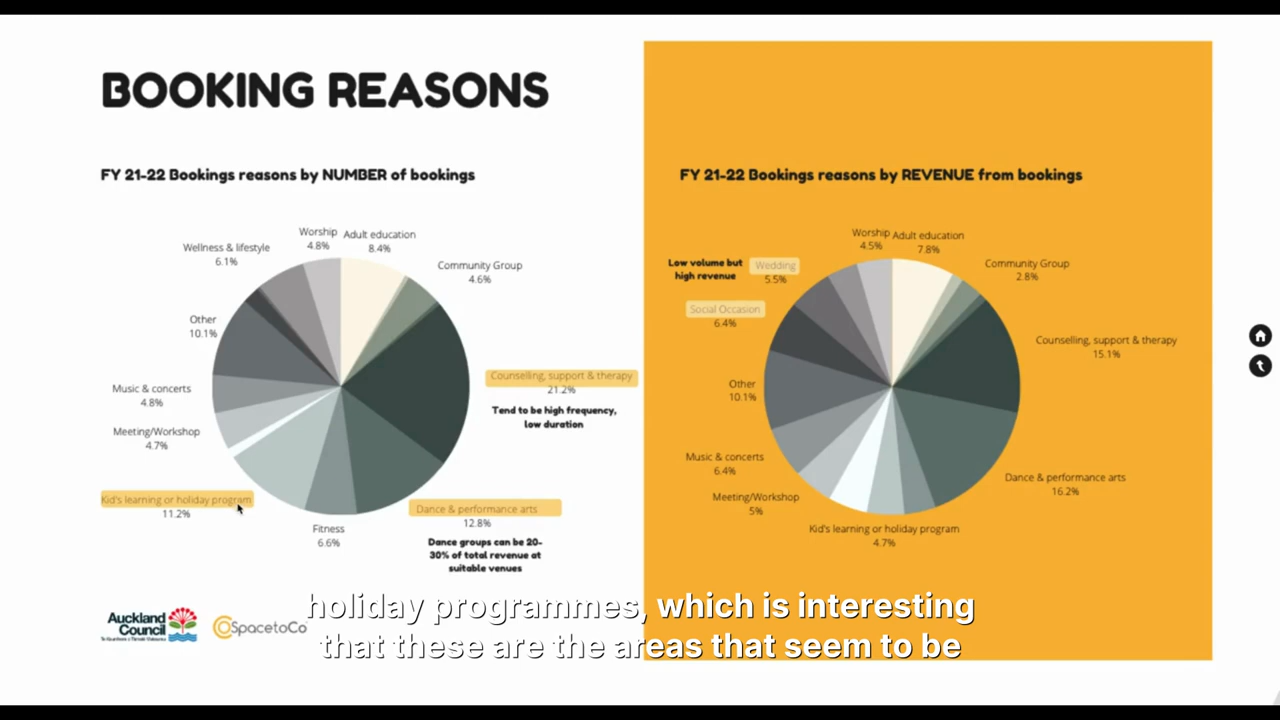 BOOKING REASONS
FY 21-22 Bookings reasons by NUMBER of bookings
Worship
4.8%
Adult education
8.4%
Wellness & lifestyle
6.1%
Community Group
4.6%
Other
10.1%
Counselling, support & therapy
21.2%
Tend to be high frequency,
low duration
Music & concerts
4.8%
Meeting/Workshop
4.7%
Kid's learning or holiday program
11.2%
Fitness
6.6%
Dance & performance arts
12.8%
Dance groups can be 20-
30% of total revenue at
suitable venues
Auckland
Council
SpacetoCo
FY 21-22 Bookings reasons by REVENUE from bookings
Worship
4.5%
Adult education
7.8%
Low volume but
high revenue
Wedding
5.5%
Community Group
2.8%
Social Occasion
6.4%
Counselling, support & therapy
15.1%
Other
10.1%
Music & concerts
6.4%
Dance & performance arts
16.2%
Meeting/Workshop
5%
Kid's learning or holiday program
4.7%
holiday programmes, which is interesting
that these are the areas that seem to be